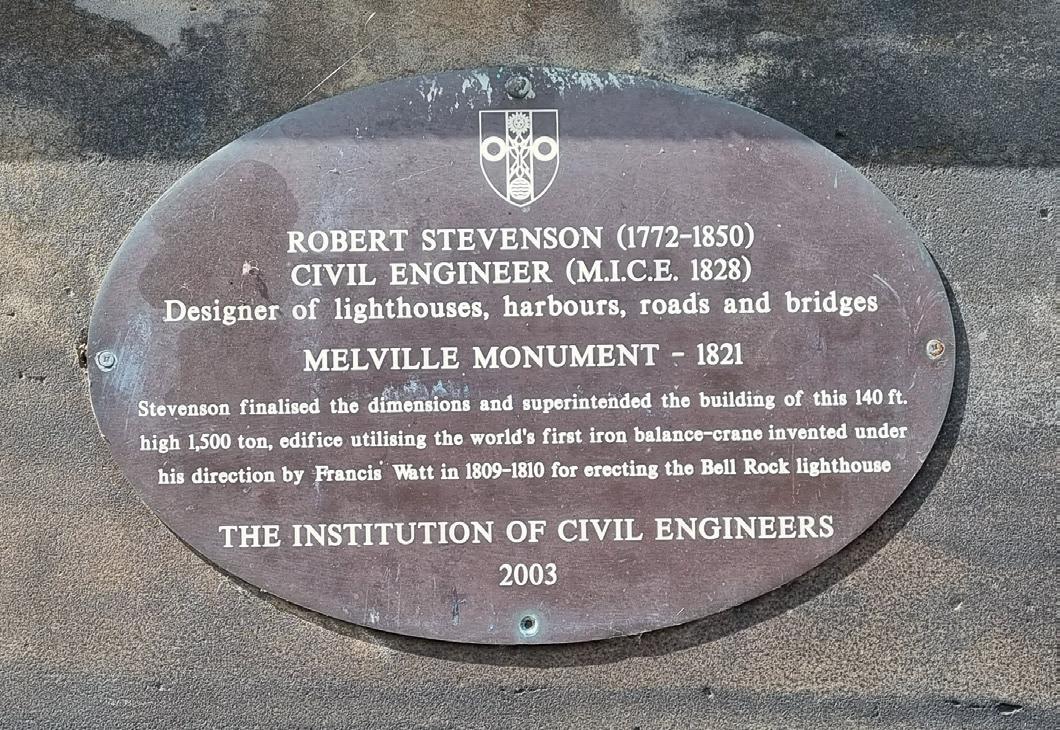 ROBERT STEVENSON (1772-1850)
CIVIL ENGINEER (M.I.C.E. 1828)
Designer of lighthouses, harbours, roads and bridges
MELVILLE MONUMENT - 1821
Stevenson finalised the dimensions and superintended the building of this 140 ft.
high 1,500 ton, edifice utilising the world's first iron balance-crane invented under
his direction by Francis Watt in 1809-1810 for erecting the Bell Rock lighthouse
THE INSTITUTION OF CIVIL ENGINEERS
2003